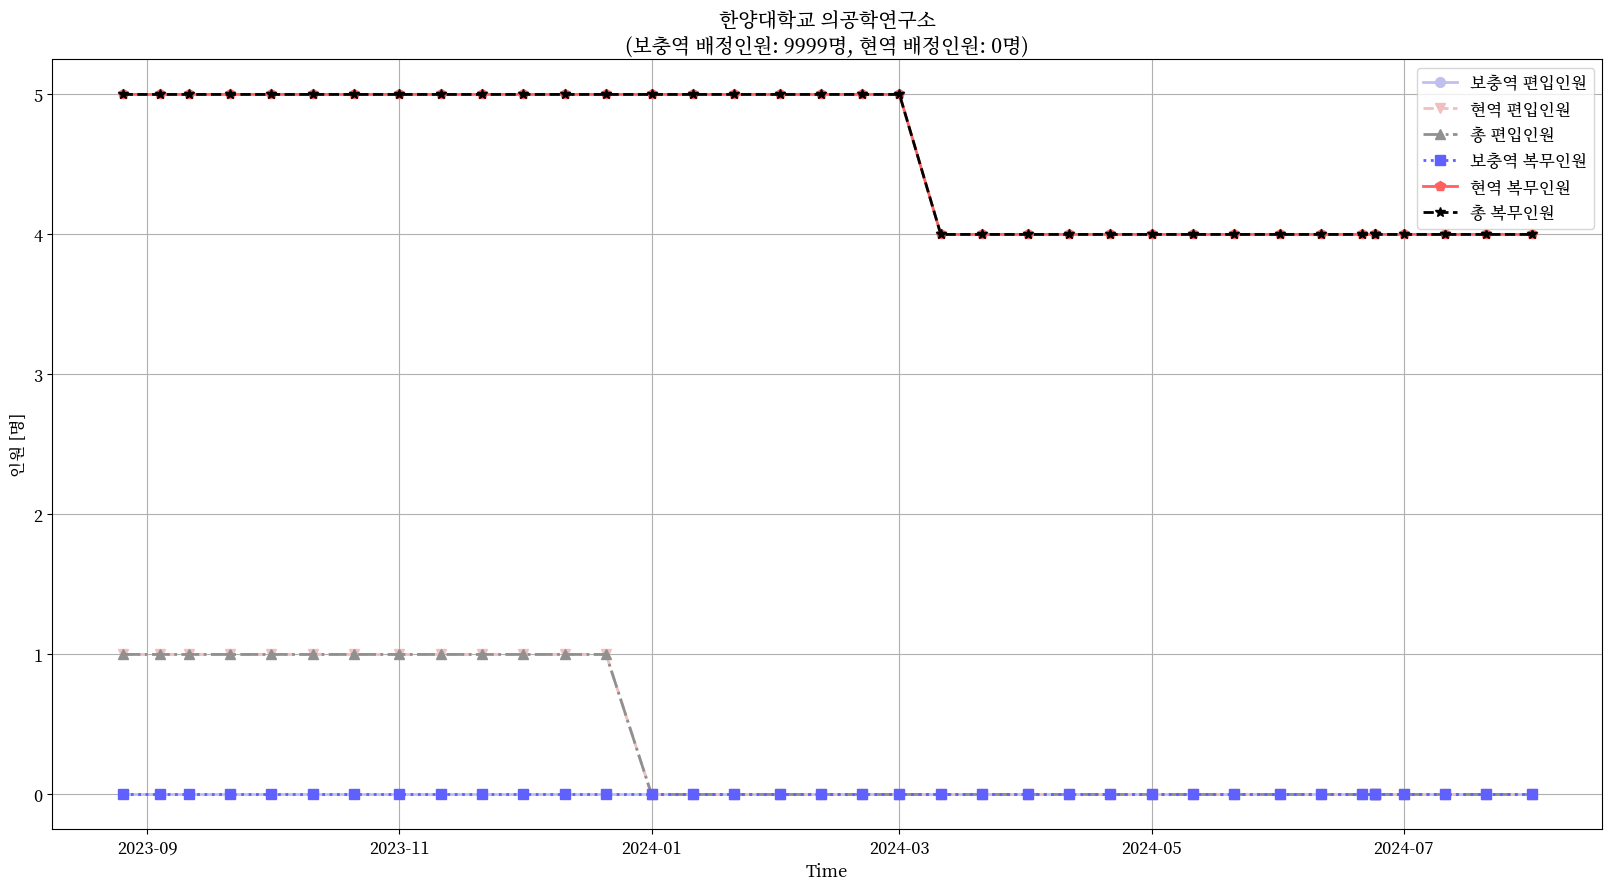 한양대학교 의공학연구소
(보충역 배정인원: 9999명, 현역 배정인원: 0명)
보충역 편입인원
현역 편입인원
총 편입인원
보충역 복무인원
현역 복무인원
총 복무인원
인원 [명]
5
4
3
2
1
0
2023-09
2023-11
2024-01
2024-03
2024-05
2024-07
Time